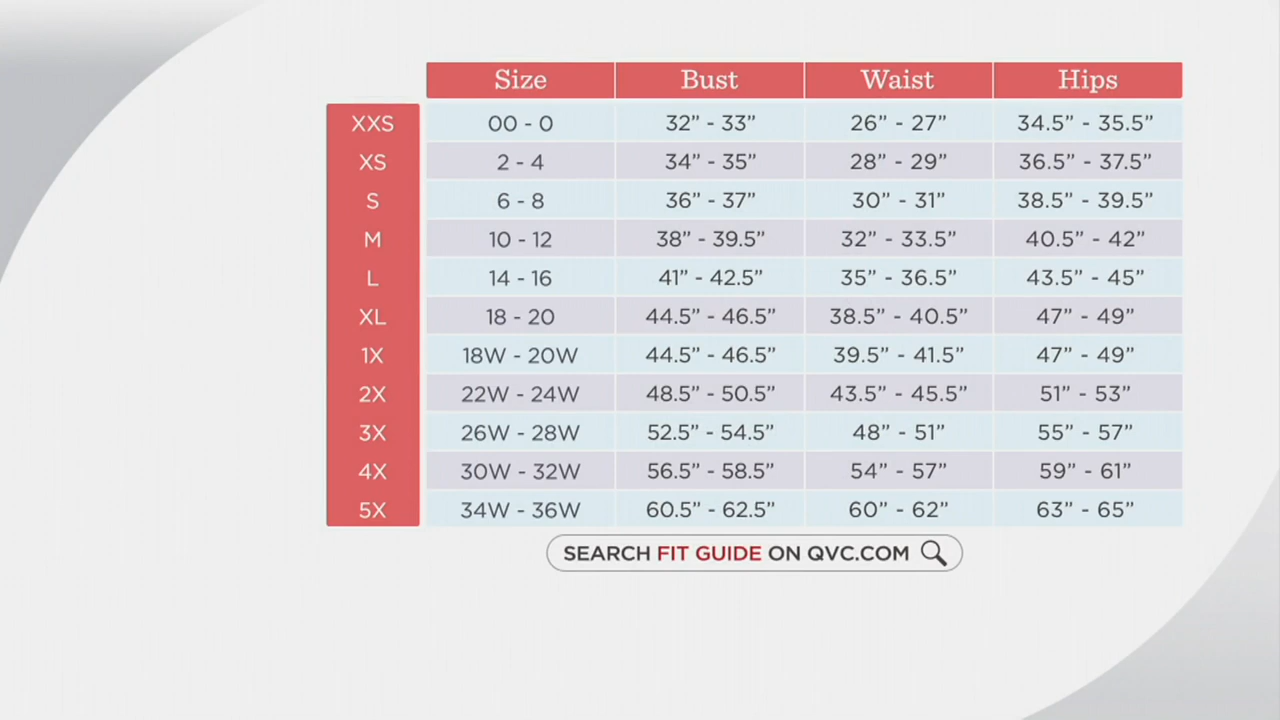 Size Bust Waist Hips
XXS 00 - 0 32” - 33” 26” - 27” 34.5” - 35.5”
XS 2 - 4 34” - 35” 28” - 29” 36.5” - 37.5”
S 6 - 8 36” - 37” 30” - 31” 38.5” - 39.5”
M 10 - 12 38” - 39.5” 32” - 33.5” 40.5” - 42”
L 14 - 16 41” - 42.5” 35” - 36.5” 43.5” - 45”
XL 18 - 20 44.5” - 46.5” 38.5” - 40.5” 47” - 49”
1X 18W - 20W 44.5” - 46.5” 39.5” - 41.5” 47” - 49”
2X 22W - 24W 48.5” - 50.5” 43.5” - 45.5” 51” - 53”
3X 26W - 28W 52.5” - 54.5” 48” - 51” 55” - 57”
4X 30W - 32W 56.5” - 58.5” 54” - 57” 59” - 61”
5X 34W - 36W 60.5” - 62.5” 60” - 62” 63” - 65”
SEARCH FIT GUIDE ON QVC.COM